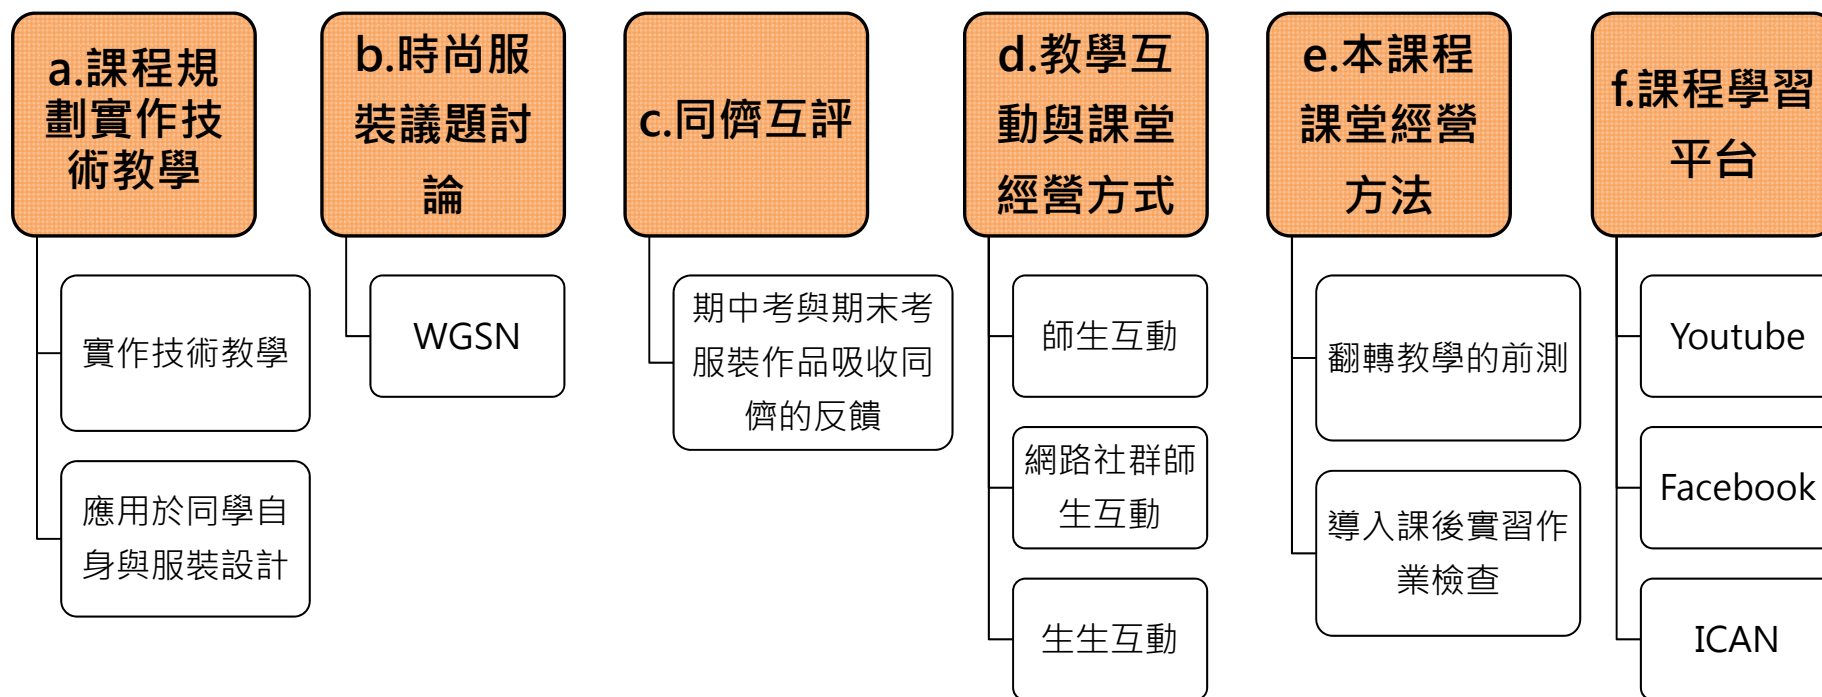 a.課程規
劃實作技
術教學
實作技術教學
應用於同學自
身與服裝設計
b.時尚服
裝議題討
論
WGSN
c.同儕互評
期中考與期末考
服裝作品吸收同
儕的反饋
d.教學互
動與課堂
經營方式
師生互動
網路社群師
生互動
生生互動
e.本課程
課堂經營
方法
翻轉教學的前測
導入課後實習作
業檢查
f.課程學習
平台
Youtube
Facebook
ICAN